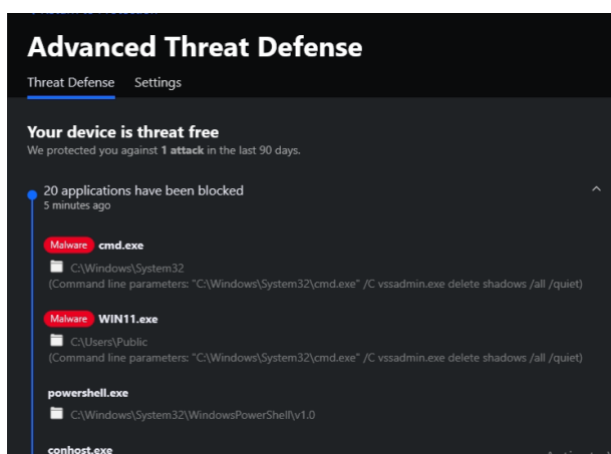 Advanced Threat Defense
Threat Defense Settings
Your device is threat free
We protected you against 1 attack in the last 90 days.
20 applications have been blocked
5 minutes ago
Malware cmd.exe
C:\Windows\System32
(Command line parameters: "C:\Windows\System32\cmd.exe" /C vssadmin.exe delete shadows /all /quiet)
Malware WIN11.exe
C:\Users\Public
(Command line parameters: "C:\Windows\System32\cmd.exe" /C vssadmin.exe delete shadows /all /quiet)
powershell.exe
C:\Windows\System32\WindowsPowerShell\v1.0
conhost.exe